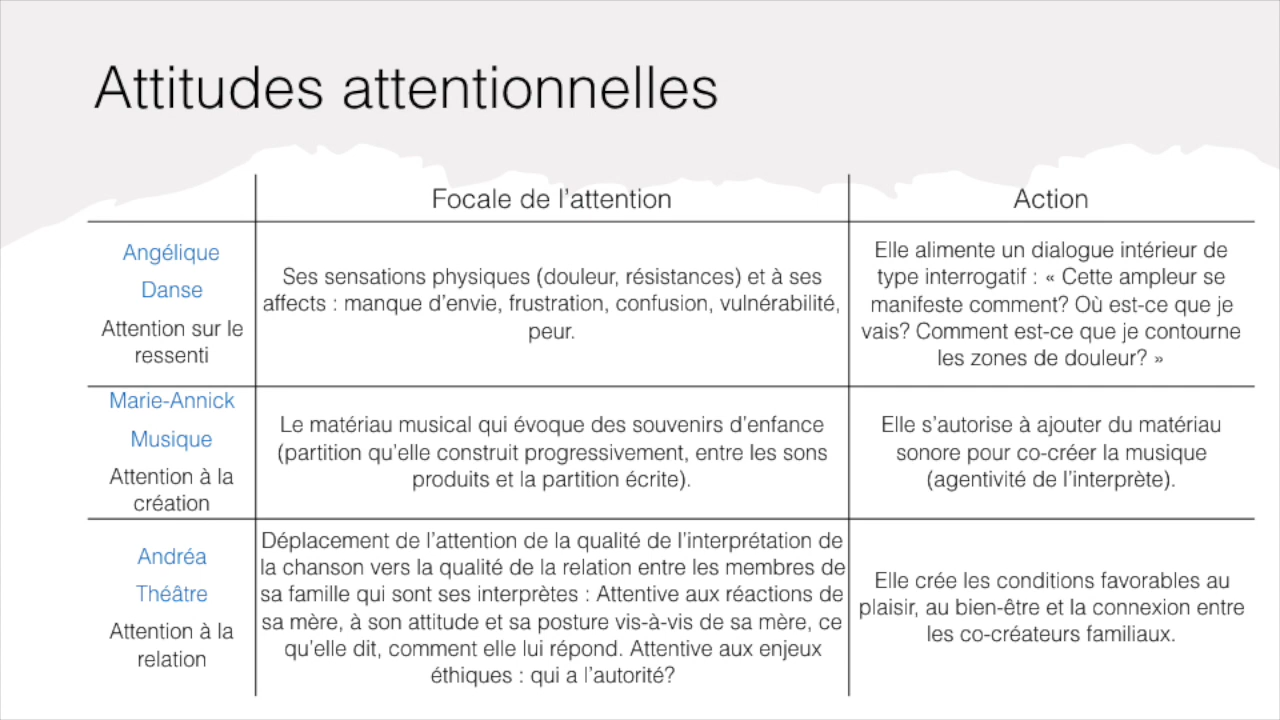 Attitudes attentionnelles
Focale de l'attention
Action
Angélique
Danse
Attention sur le
ressenti
Ses sensations physiques (douleur, résistances) et à ses
affects : manque d'envie, frustration, confusion, vulnérabilité,
peur.
Elle alimente un dialogue intérieur de
type interrogatif : « Cette ampleur se
manifeste comment? Où est-ce que je
vais? Comment est-ce que je contourne
les zones de douleur? »
Marie-Annick
Musique
Attention à la
création
Le matériau musical qui évoque des souvenirs d'enfance
(partition qu'elle construit progressivement, entre les sons
produits et la partition écrite).
Elle s'autorise à ajouter du matériau
sonore pour co-créer la musique
(agentivité de l'interprète).
Andréa
Théâtre
Attention à la
relation
Déplacement de l'attention de la qualité de l'interprétation de
la chanson vers la qualité de la relation entre les membres de
sa famille qui sont ses interprètes : Attentive aux réactions de
sa mère, à son attitude et sa posture vis-à-vis de sa mère, ce
qu'elle dit, comment elle lui répond. Attentive aux enjeux
éthiques : qui a l'autorité?
Elle crée les conditions favorables au
plaisir, au bien-être et la connexion entre
les co-créateurs familiaux.